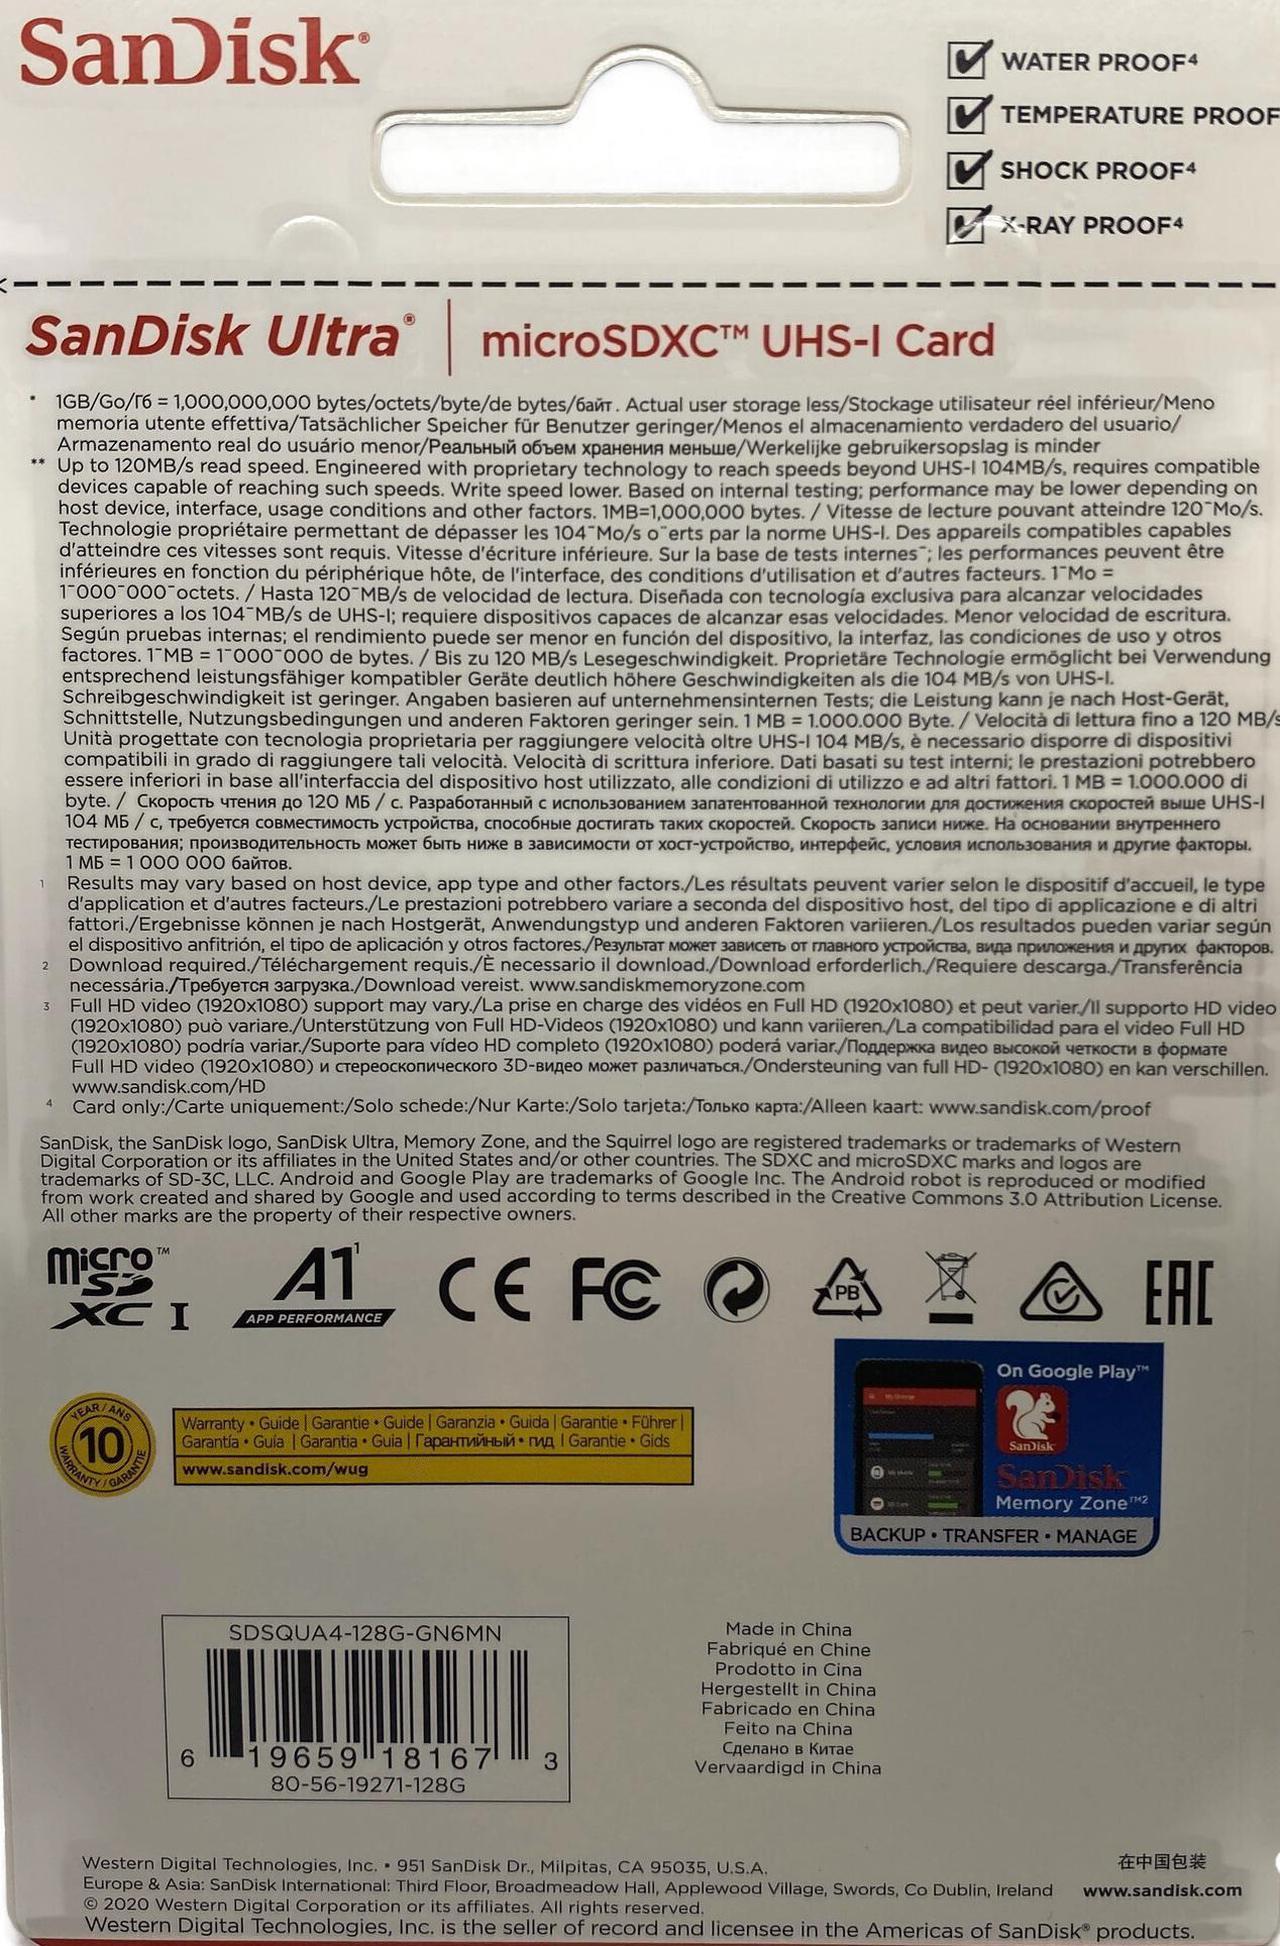 SanDisk®
WATER PROOF⁴
TEMPERATURE PROOF
SHOCK PROOF⁴
X-RAY PROOF⁴
SanDisk Ultra® | microSDXC™ UHS-I Card
* 1GB/Go/Гб = 1,000,000,000 bytes/octets/byte/de bytes/байт. Actual user storage less/Stockage utilisateur réel inférieur/Meno
memoria utente effettiva/Tatsächlicher Speicher für Benutzer geringer/Menos el almacenamiento verdadero del usuario/
Armazenamento real do usuário menor/Реальный объем хранения меньше/Werkelijke gebruikersopslag is minder
** Up to 120MB/s read speed. Engineered with proprietary technology to reach speeds beyond UHS-I 104MB/s, requires compatible
devices capable of reaching such speeds. Write speed lower. Based on internal testing; performance may be lower depending on
host device, interface, usage conditions and other factors. 1MB=1,000,000 bytes. / Vitesse de lecture pouvant atteindre 120¯Mo/s.
Technologie propriétaire permettant de dépasser les 104¯Mo/s o¯erts par la norme UHS-I. Des appareils compatibles capables
d'atteindre ces vitesses sont requis. Vitesse d'écriture inférieure. Sur la base de tests internes¯; les performances peuvent être
inférieures en fonction du périphérique hôte, de l'interface, des conditions d'utilisation et d'autres facteurs. 1¯Mo =
1¯000¯000¯octets. / Hasta 120¯MB/s de velocidad de lectura. Diseñada con tecnología exclusiva para alcanzar velocidades
superiores a los 104¯MB/s de UHS-I; requiere dispositivos capaces de alcanzar esas velocidades. Menor velocidad de escritura.
Según pruebas internas; el rendimiento puede ser menor en función del dispositivo, la interfaz, las condiciones de uso y otros
factores. 1¯MB = 1¯000¯000 de bytes. / Bis zu 120 MB/s Lesegeschwindigkeit. Proprietäre Technologie ermöglicht bei Verwendung
entsprechend leistungsfähiger kompatibler Geräte deutlich höhere Geschwindigkeiten als die 104 MB/s von UHS-I.
Schreibgeschwindigkeit ist geringer. Angaben basieren auf unternehmensinternen Tests; die Leistung kann je nach Host-Gerät,
Schnittstelle, Nutzungsbedingungen und anderen Faktoren geringer sein. 1 MB = 1.000.000 Byte. / Velocità di lettura fino a 120 MB/s
Unità progettate con tecnologia proprietaria per raggiungere velocità oltre UHS-I 104 MB/s, è necessario disporre di dispositivi
compatibili in grado di raggiungere tali velocità. Velocità di scrittura inferiore. Dati basati su test interni; le prestazioni potrebbero
essere inferiori in base all'interfaccia del dispositivo host utilizzato, alle condizioni di utilizzo e ad altri fattori. 1 MB = 1.000.000 di
byte. / Скорость чтения до 120 МБ / с. Разработанный с использованием запатентованной технологии для достижения скоростей выше UHS-I
104 МБ / с, требуется совместимость устройства, способные достигать таких скоростей. Скорость записи ниже. На основании внутреннего
тестирования; производительность может быть ниже в зависимости от хост-устройство, интерфейс, условия использования и другие факторы.
1 МБ = 1 000 000 байтов.
1 Results may vary based on host device, app type and other factors./Les résultats peuvent varier selon le dispositif d'accueil, le type
d'application et d'autres facteurs./Le prestazioni potrebbero variare a seconda del dispositivo host, del tipo di applicazione e di altri
fattori./Ergebnisse können je nach Hostgerät, Anwendungstyp und anderen Faktoren variieren./Los resultados pueden variar según
el dispositivo anfitrión, el tipo de aplicación y otros factores./Результат может зависеть от главного устройства, вида приложения и других факторов.
2 Download required./Téléchargement requis./È necessario il download./Download erforderlich./Requiere descarga./Transferência
necessária./Требуется загрузка./Download vereist. www.sandiskmemoryzone.com
3 Full HD video (1920x1080) support may vary./La prise en charge des vidéos en Full HD (1920x1080) et peut varier./Il supporto HD video
(1920x1080) può variare./Unterstützung von Full HD-Videos (1920x1080) und kann variieren./La compatibilidad para el video Full HD
(1920x1080) podría variar./Suporte para vídeo HD completo (1920x1080) poderá variar./Поддержка видео высокой четкости в формате
Full HD video (1920x1080) и стереоскопического 3D-видео может различаться./Ondersteuning van full HD- (1920x1080) en kan verschillen.
www.sandisk.com/HD
4 Card only:/Carte uniquement:/Solo schede:/Nur Karte:/Solo tarjeta:/Только карта:/Alleen kaart: www.sandisk.com/proof
SanDisk, the SanDisk logo, SanDisk Ultra, Memory Zone, and the Squirrel logo are registered trademarks or trademarks of Western
Digital Corporation or its affiliates in the United States and/or other countries. The SDXC and microSDXC marks and logos are
trademarks of SD-3C, LLC. Android and Google Play are trademarks of Google Inc. The Android robot is reproduced or modified
from work created and shared by Google and used according to terms described in the Creative Commons 3.0 Attribution License.
All other marks are the property of their respective owners.
micro SD XC I ™
A1¹ APP PERFORMANCE
CE FC PB EAC
On Google Play™
SanDisk
SanDisk
Memory Zone™²
BACKUP • TRANSFER • MANAGE
YEAR/ANS
10
WARRANTY/GARANTIE
Warranty • Guide | Garantie • Guide | Garanzia • Guida | Garantie • Führer |
Garantía • Guía | Garantia • Guia | Гарантийный • гид | Garantie • Gids
www.sandisk.com/wug
SDSQUA4-128G-GN6MN
6 19659 18167 3
80-56-19271-128G
Made in China
Fabriqué en Chine
Prodotto in Cina
Hergestellt in China
Fabricado en China
Feito na China
Сделано в Китае
Vervaardigd in China
Western Digital Technologies, Inc. • 951 SanDisk Dr., Milpitas, CA 95035, U.S.A.
在中国包装
Europe & Asia: SanDisk International: Third Floor, Broadmeadow Hall, Applewood Village, Swords, Co Dublin, Ireland
www.sandisk.com
© 2020 Western Digital Corporation or its affiliates. All rights reserved.
Western Digital Technologies, Inc. is the seller of record and licensee in the Americas of SanDisk® products.